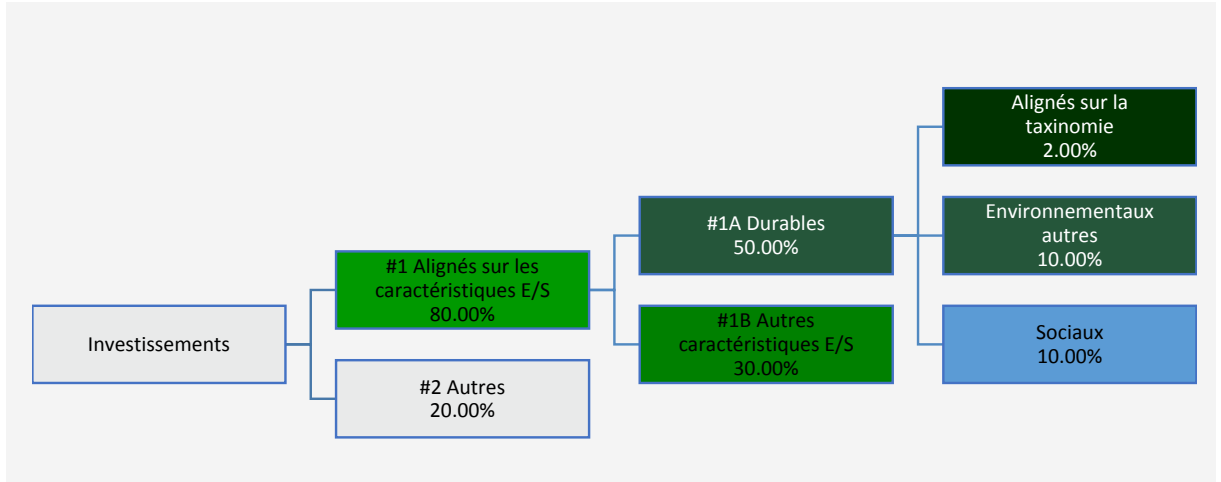 Investissements
#1 Alignés sur les
caractéristiques E/S
80.00%
#2 Autres
20.00%
#1A Durables
50.00%
#1B Autres
caractéristiques E/S
30.00%
Alignés sur la
taxinomie
2.00%
Environnementaux
autres
10.00%
Sociaux
10.00%